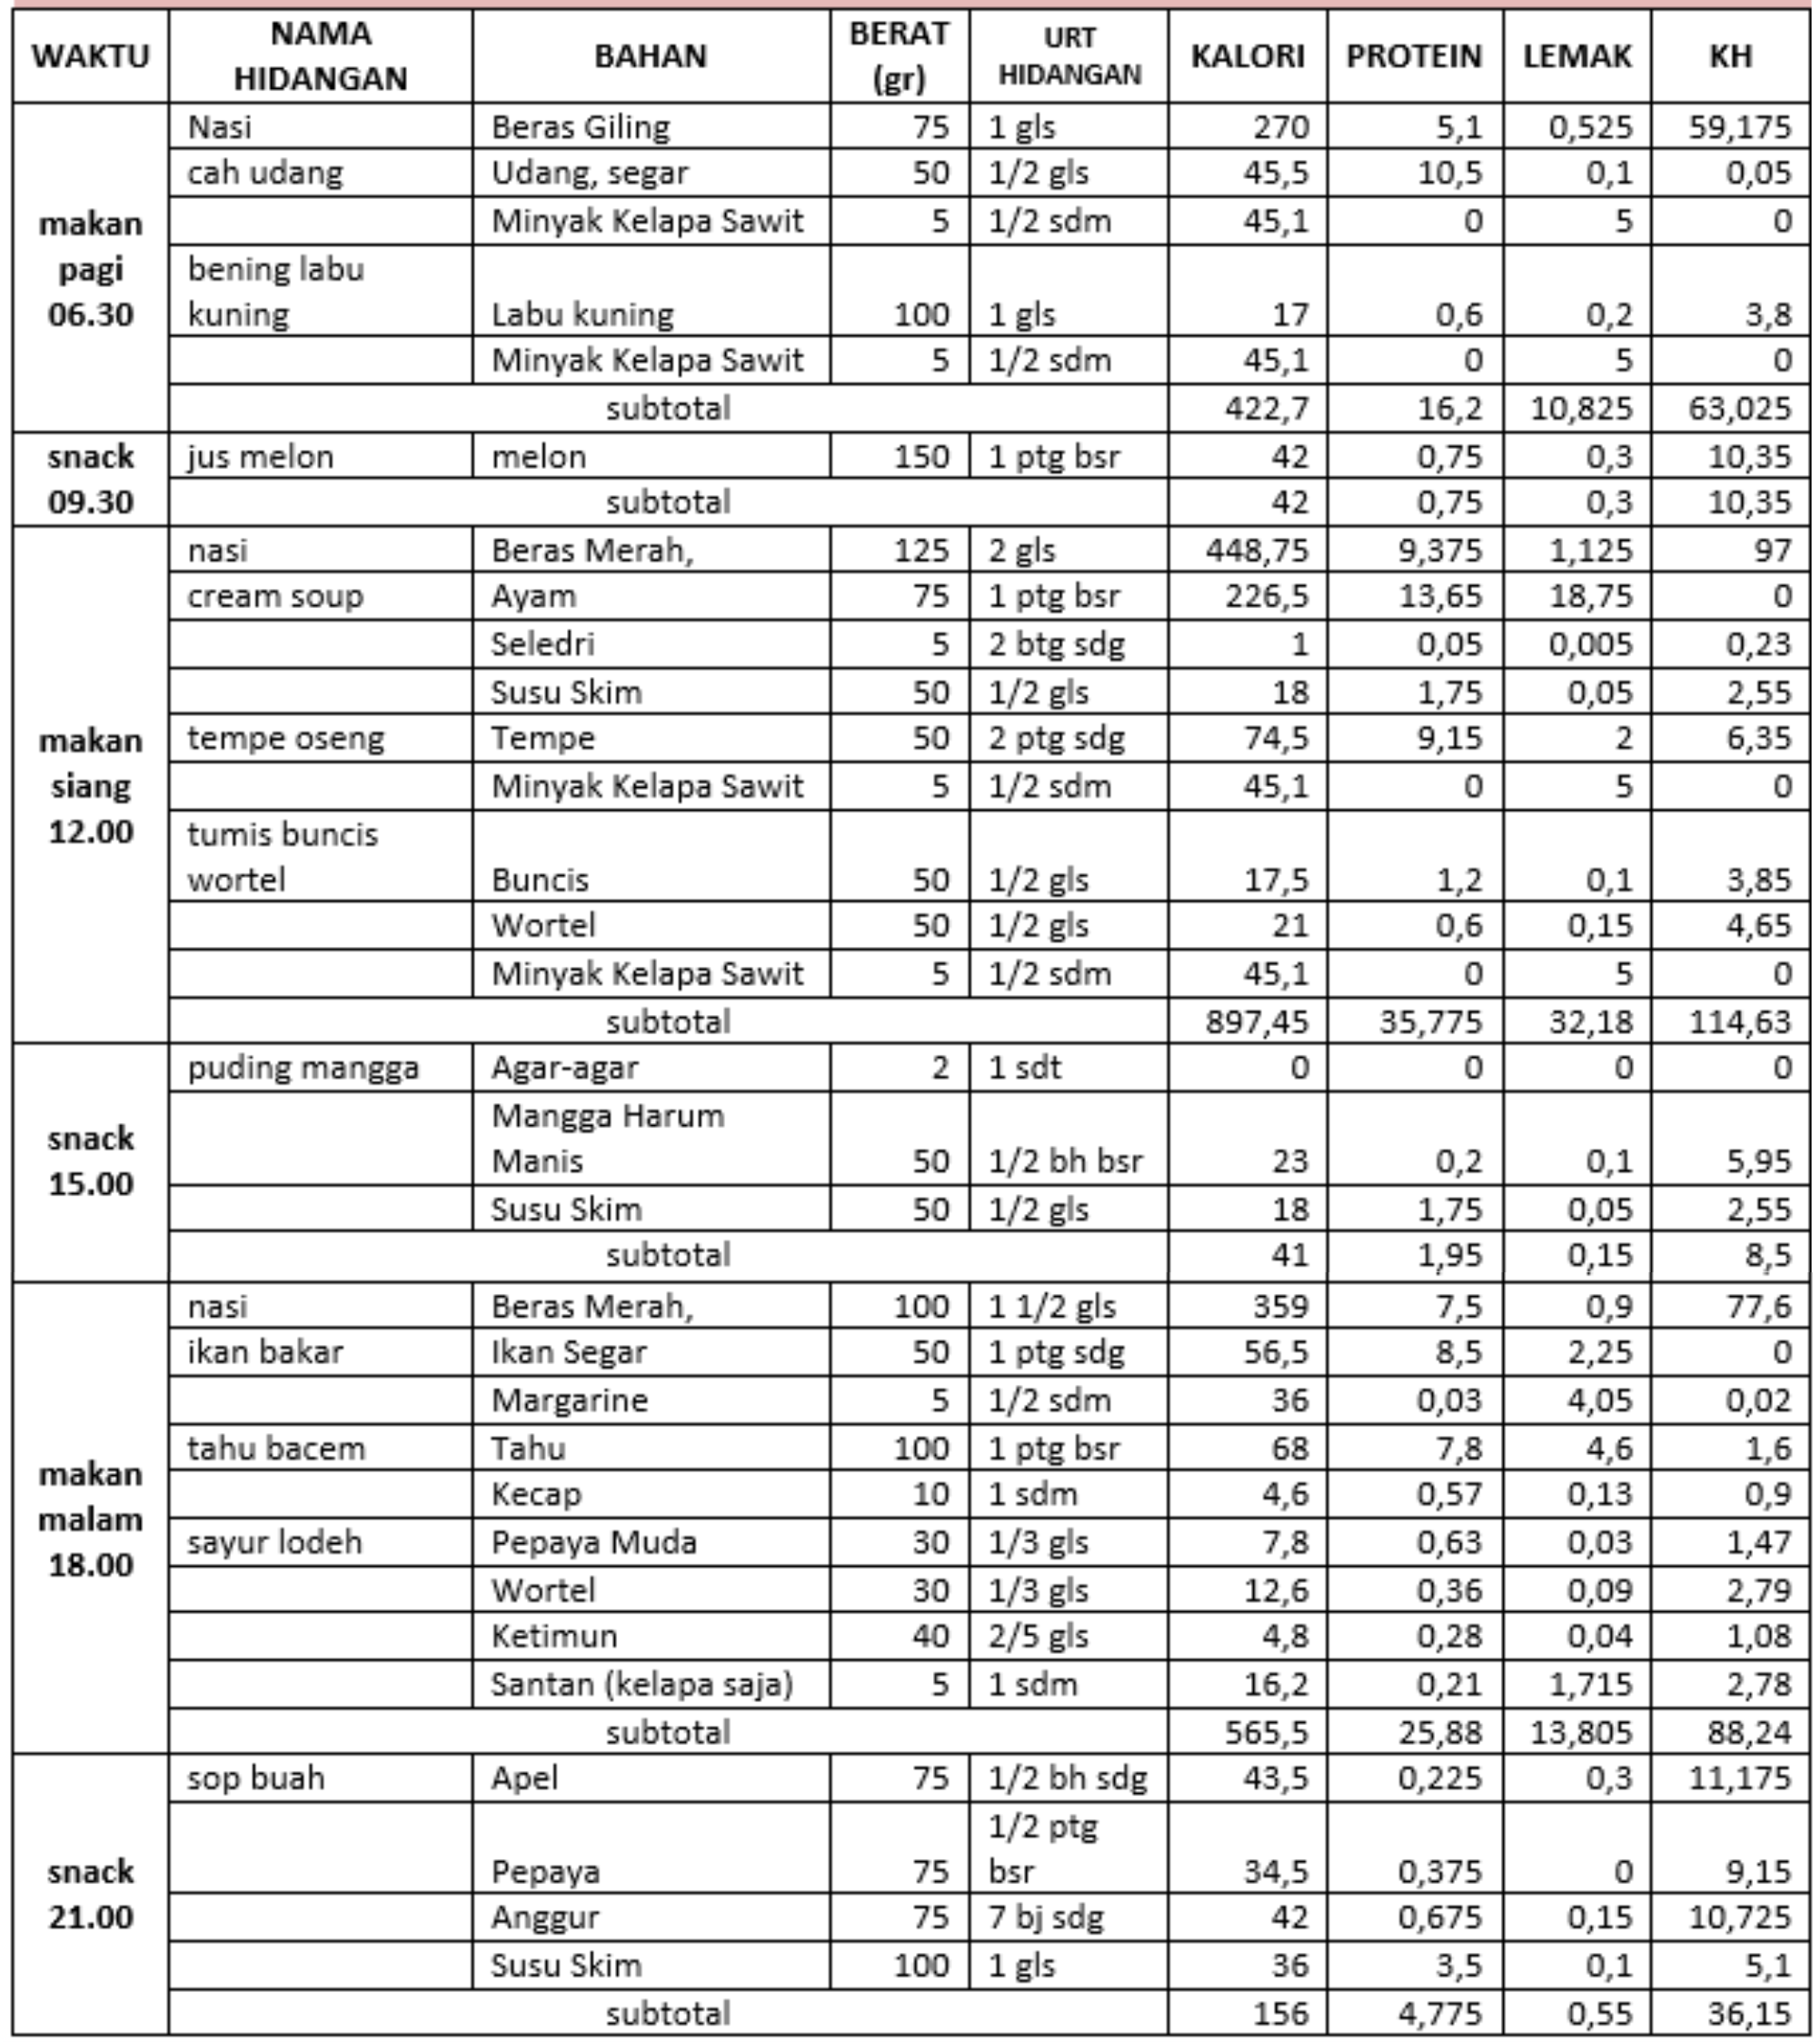 WAKTU NAMA HIDANGAN BAHAN BERAT (gr) URT HIDANGAN KALORI PROTEIN LEMAK KH
makan pagi 06.30
Nasi Beras Giling 75 1 gls 270 5,1 0,525 59,175
cah udang Udang, segar 50 1/2 gls 45,5 10,5 0,1 0,05
Minyak Kelapa Sawit 5 1/2 sdm 45,1 0 5 0
bening labu kuning Labu kuning 100 1 gls 17 0,6 0,2 3,8
Minyak Kelapa Sawit 5 1/2 sdm 45,1 0 5 0
subtotal 422,7 16,2 10,825 63,025
snack 09.30
jus melon melon 150 1 ptg bsr 42 0,75 0,3 10,35
subtotal 42 0,75 0,3 10,35
makan siang 12.00
nasi Beras Merah, 125 2 gls 448,75 9,375 1,125 97
cream soup Ayam 75 1 ptg bsr 226,5 13,65 18,75 0
Seledri 5 2 btg sdg 1 0,05 0,005 0,23
Susu Skim 50 1/2 gls 18 1,75 0,05 2,55
tempe oseng Tempe 50 2 ptg sdg 74,5 9,15 2 6,35
Minyak Kelapa Sawit 5 1/2 sdm 45,1 0 5 0
tumis buncis wortel Buncis 50 1/2 gls 17,5 1,2 0,1 3,85
Wortel 50 1/2 gls 21 0,6 0,15 4,65
Minyak Kelapa Sawit 5 1/2 sdm 45,1 0 5 0
subtotal 897,45 35,775 32,18 114,63
snack 15.00
puding mangga Agar-agar 2 1 sdt 0 0 0 0
Mangga Harum Manis 50 1/2 bh bsr 23 0,2 0,1 5,95
Susu Skim 50 1/2 gls 18 1,75 0,05 2,55
subtotal 41 1,95 0,15 8,5
makan malam 18.00
nasi Beras Merah, 100 1 1/2 gls 359 7,5 0,9 77,6
ikan bakar Ikan Segar 50 1 ptg sdg 56,5 8,5 2,25 0
Margarine 5 1/2 sdm 36 0,03 4,05 0,02
tahu bacem Tahu 100 1 ptg bsr 68 7,8 4,6 1,6
Kecap 10 1 sdm 4,6 0,57 0,13 0,9
sayur lodeh Pepaya Muda 30 1/3 gls 7,8 0,63 0,03 1,47
Wortel 30 1/3 gls 12,6 0,36 0,09 2,79
Ketimun 40 2/5 gls 4,8 0,28 0,04 1,08
Santan (kelapa saja) 5 1 sdm 16,2 0,21 1,715 2,78
subtotal 565,5 25,88 13,805 88,24
snack 21.00
sop buah Apel 75 1/2 bh sdg 43,5 0,225 0,3 11,175
Pepaya 75 1/2 ptg bsr 34,5 0,375 0 9,15
Anggur 75 7 bj sdg 42 0,675 0,15 10,725
Susu Skim 100 1 gls 36 3,5 0,1 5,1
subtotal 156 4,775 0,55 36,15